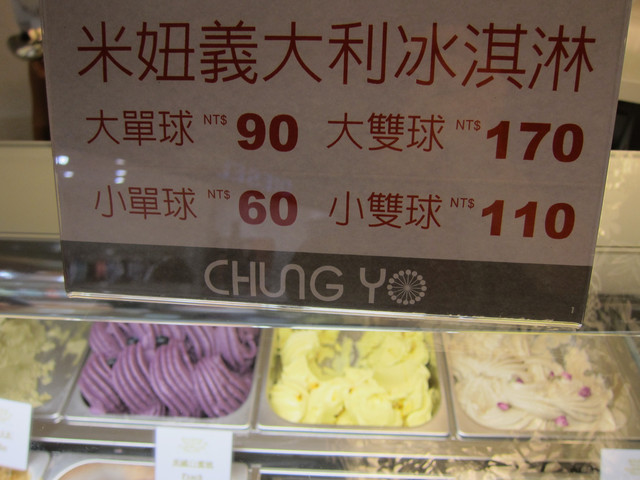 米妞義大利冰淇淋
大單球 NT$ 90 大雙球 NT$ 170
小單球 NT$ 60 小雙球 NT$ 110
CHUNG YO